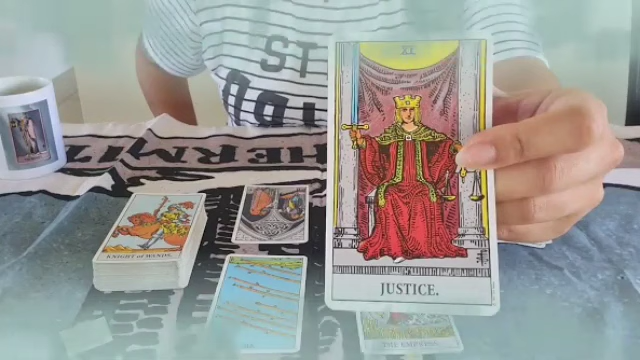 XI
ST
HERMIT
KNIGHT of WANDS.
JUSTICE.
THE EMPRESS.